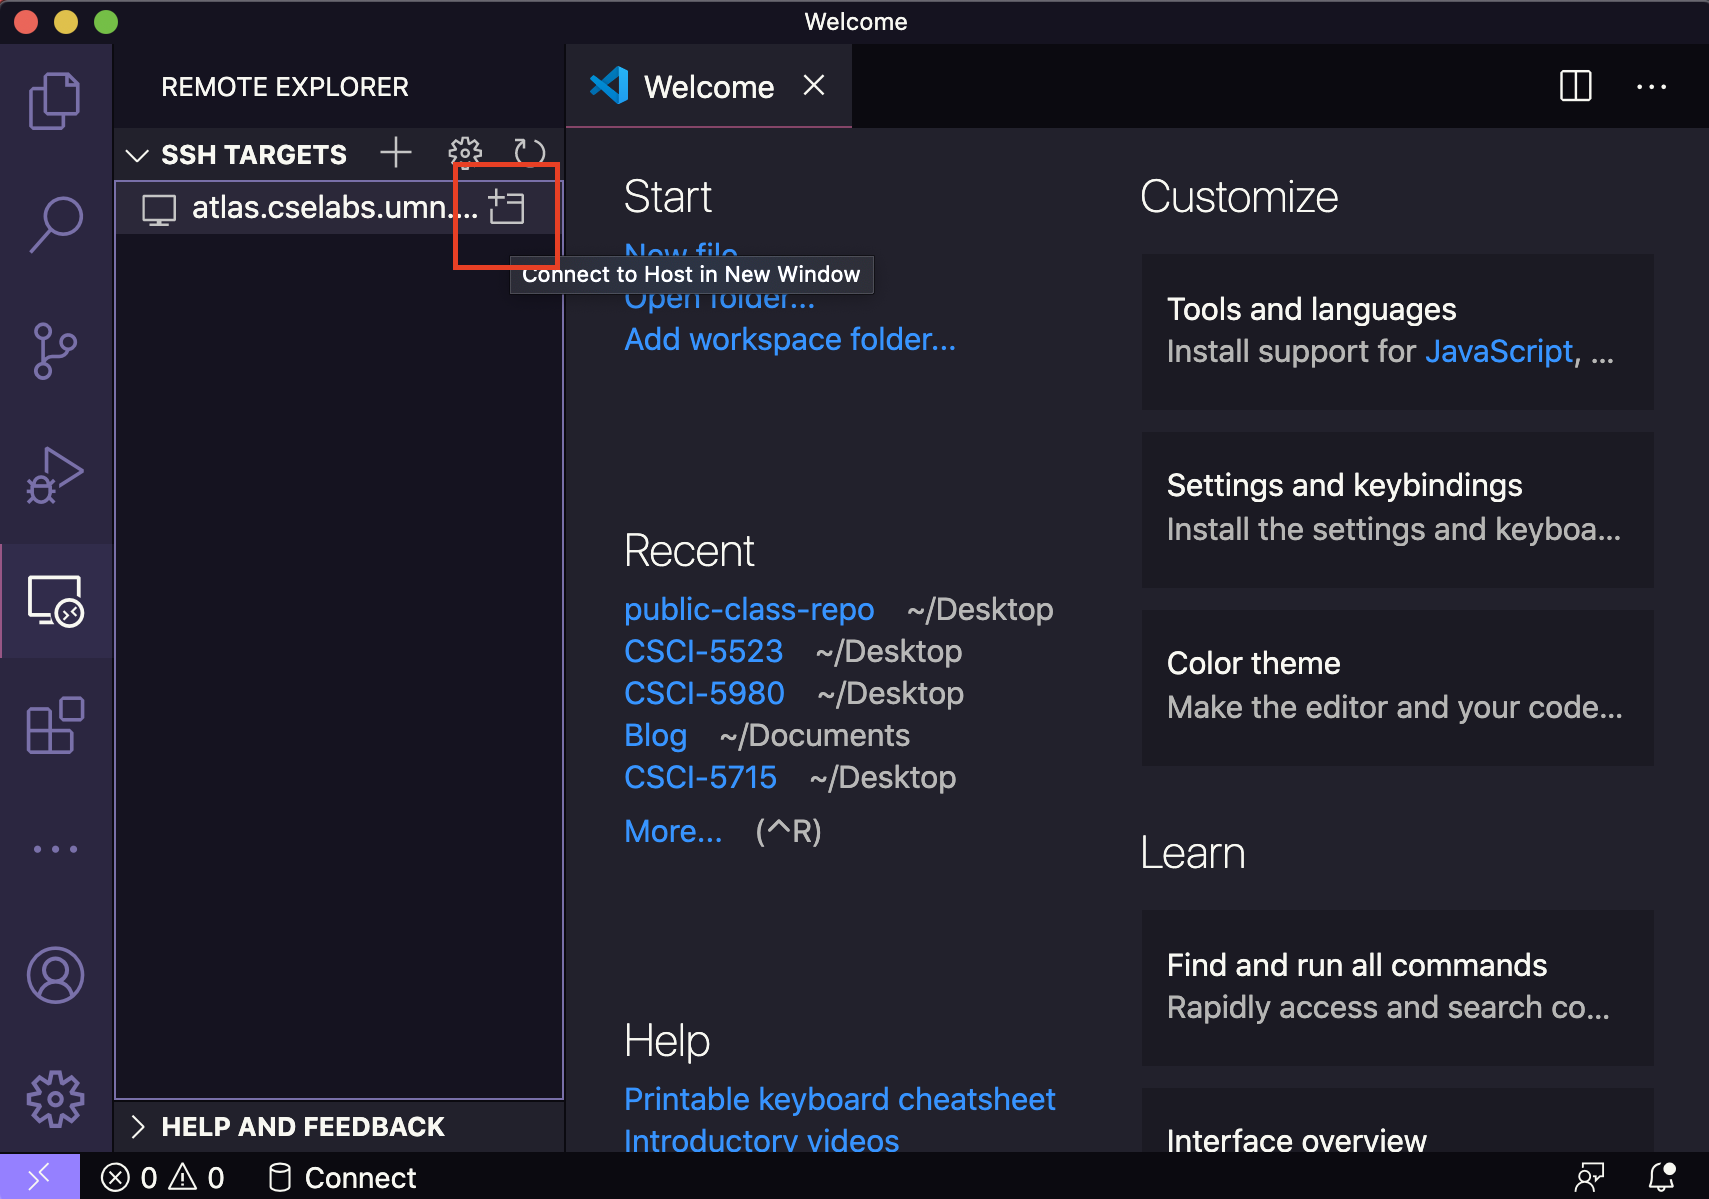 Welcome
REMOTE EXPLORER
Welcome
SSH TARGETS
atlas.cselabs.umn....
Connect to Host in New Window
Start
New file
Open folder...
Add workspace folder...
Recent
public-class-repo ~/Desktop
CSCI-5523 ~/Desktop
CSCI-5980 ~/Desktop
Blog ~/Documents
CSCI-5715 ~/Desktop
More... (^R)
Help
Printable keyboard cheatsheet
Introductory videos
Customize
Tools and languages
Install support for JavaScript, ...
Settings and keybindings
Install the settings and keyboa...
Color theme
Make the editor and your code...
Learn
Find and run all commands
Rapidly access and search co...
Interface overview
HELP AND FEEDBACK
0 0 Connect